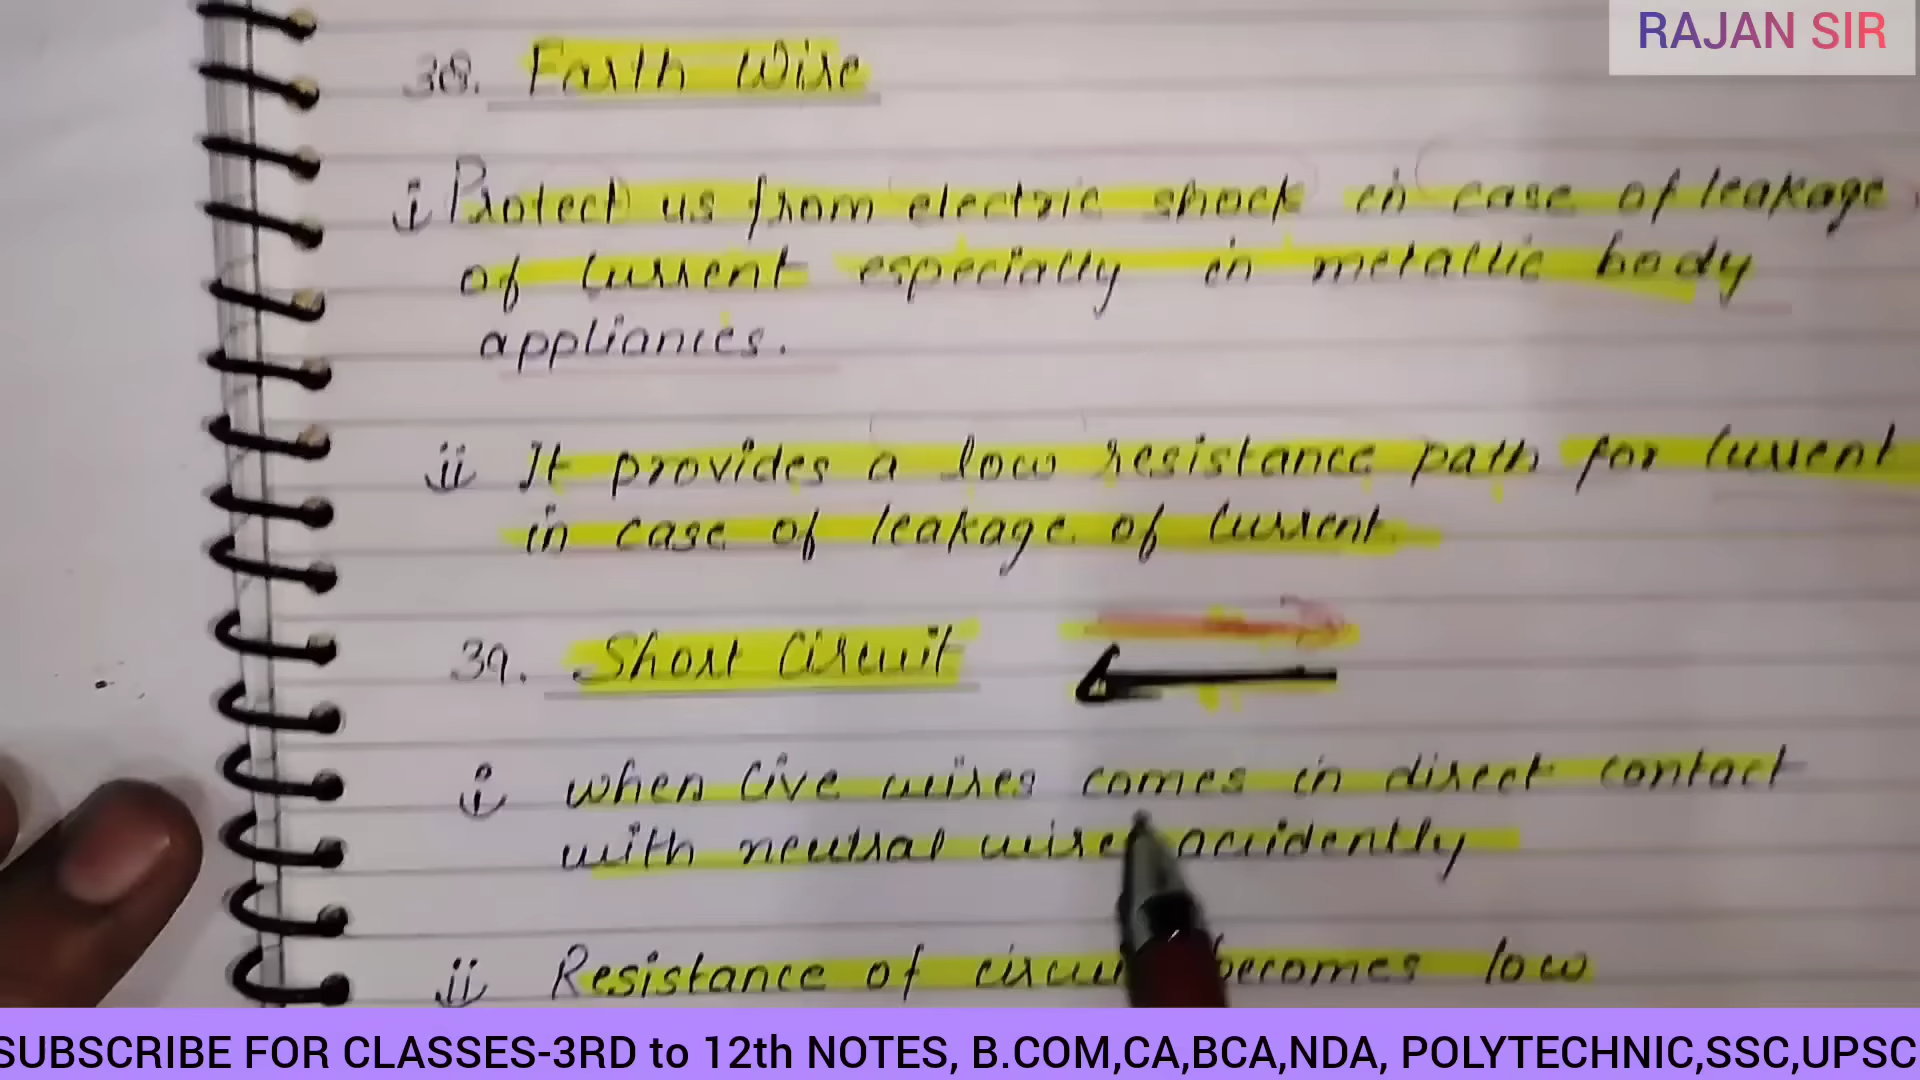 RAJAN SIR
38. Earth Wire
i Protect us from electric shock in case of leakage
of current especially in metallic body
appliances.
ii It provides a low resistance path for current
in case of leakage of current.
39. Short Circuit
i when live wires comes in direct contact
with neutral wire accidently
ii Resistance of circuit becomes low
SUBSCRIBE FOR CLASSES-3RD to 12th NOTES, B.COM,CA,BCA,NDA, POLYTECHNIC,SSC,UPSC